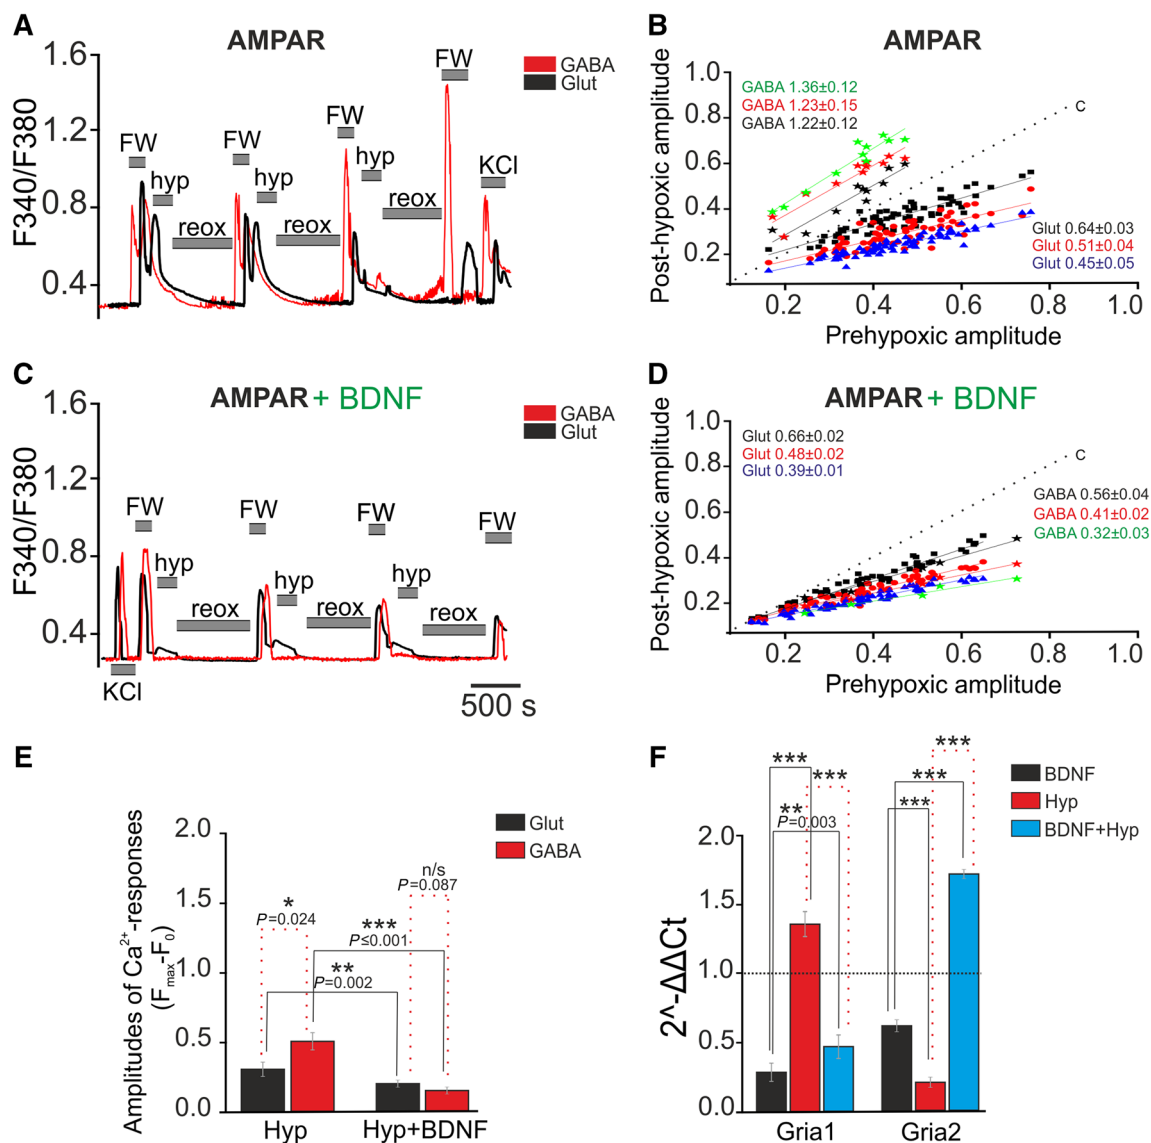 A
AMPAR
F340/F380
1.6
1.2
0.8
0.4
FW
hyp
reox
FW
hyp
reox
FW
hyp
reox
FW
KCl
GABA
Glut
B
AMPAR
Post-hypoxic amplitude
1.0
0.8
0.6
0.4
0.2
GABA 1.36±0.12
GABA 1.23±0.15
GABA 1.22±0.12
C
Glut 0.64±0.03
Glut 0.51±0.04
Glut 0.45±0.05
0.2 0.4 0.6 0.8 1.0
Prehypoxic amplitude
C
AMPAR + BDNF
F340/F380
1.6
1.2
0.8
0.4
GABA
Glut
KCl
FW
hyp
reox
FW
hyp
reox
FW
hyp
reox
FW
500 s
D
AMPAR + BDNF
Post-hypoxic amplitude
1.0
0.8
0.6
0.4
0.2
Glut 0.66±0.02
Glut 0.48±0.02
Glut 0.39±0.01
C
GABA 0.56±0.04
GABA 0.41±0.02
GABA 0.32±0.03
0.2 0.4 0.6 0.8 1.0
Prehypoxic amplitude
E
Amplitudes of Ca²⁺-responses
(Fmax-F0)
2.0
1.5
1.0
0.5
0.0
Glut
GABA
*
P=0.024
**
P=0.002
***
P≤0.001
n/s
P=0.087
Hyp Hyp+BDNF
F
2^-ΔΔCt
2.0
1.5
1.0
0.5
0.0
***
***
**
P=0.003
***
***
***
BDNF
Hyp
BDNF+Hyp
Gria1 Gria2